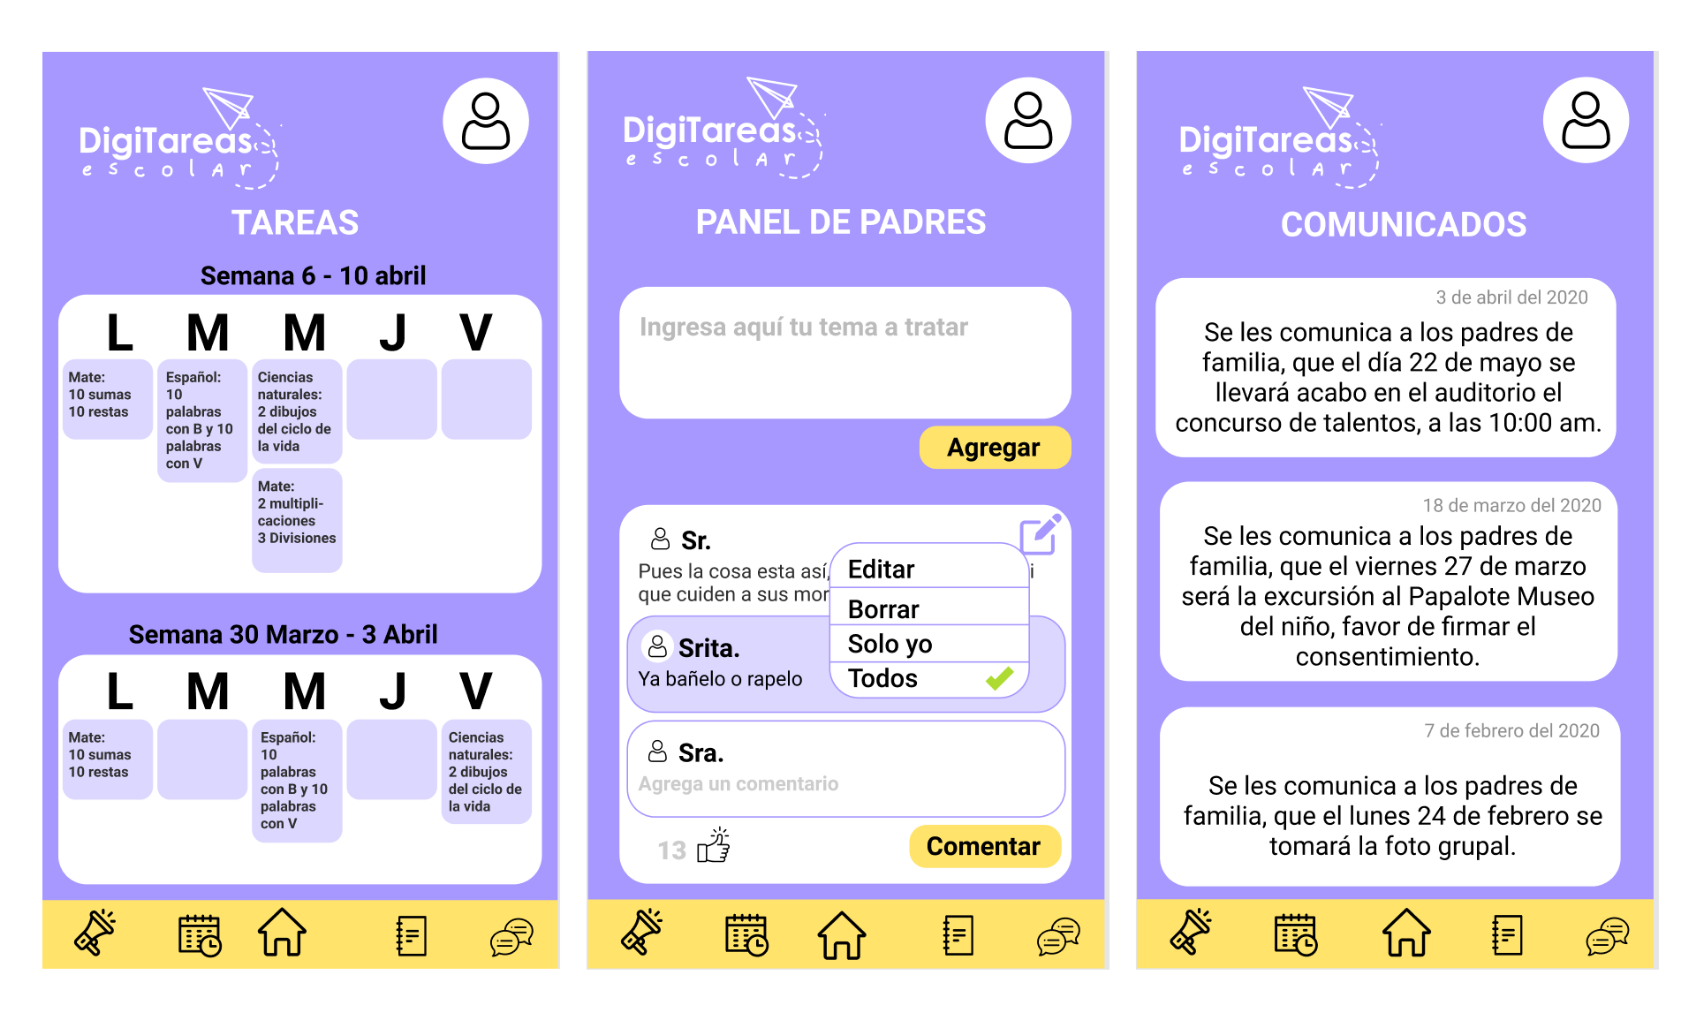 DigiTareas
escolAr
TAREAS
Semana 6 - 10 abril
L M M J V
Mate:
10 sumas
10 restas
Español:
10
palabras
con B y 10
palabras
con V
Ciencias
naturales:
2 dibujos
del ciclo de
la vida
Mate:
2 multipli-
caciones
3 Divisiones
Semana 30 Marzo - 3 Abril
L M M J V
Mate:
10 sumas
10 restas
Español:
10
palabras
con B y 10
palabras
con V
Ciencias
naturales:
2 dibujos
del ciclo de
la vida
DigiTareas
escolAr
PANEL DE PADRES
Ingresa aquí tu tema a tratar
Agregar
Sr.
Pues la cosa esta así,
que cuiden a sus
Editar
Borrar
Solo yo
Todos
Srita.
Ya bañelo o rapelo
Sra.
Agrega un comentario
13
Comentar
DigiTareas
escolAr
COMUNICADOS
3 de abril del 2020
Se les comunica a los padres de
familia, que el día 22 de mayo se
llevará acabo en el auditorio el
concurso de talentos, a las 10:00 am.
18 de marzo del 2020
Se les comunica a los padres de
familia, que el viernes 27 de marzo
será la excursión al Papalote Museo
del niño, favor de firmar el
consentimiento.
7 de febrero del 2020
Se les comunica a los padres de
familia, que el lunes 24 de febrero se
tomará la foto grupal.